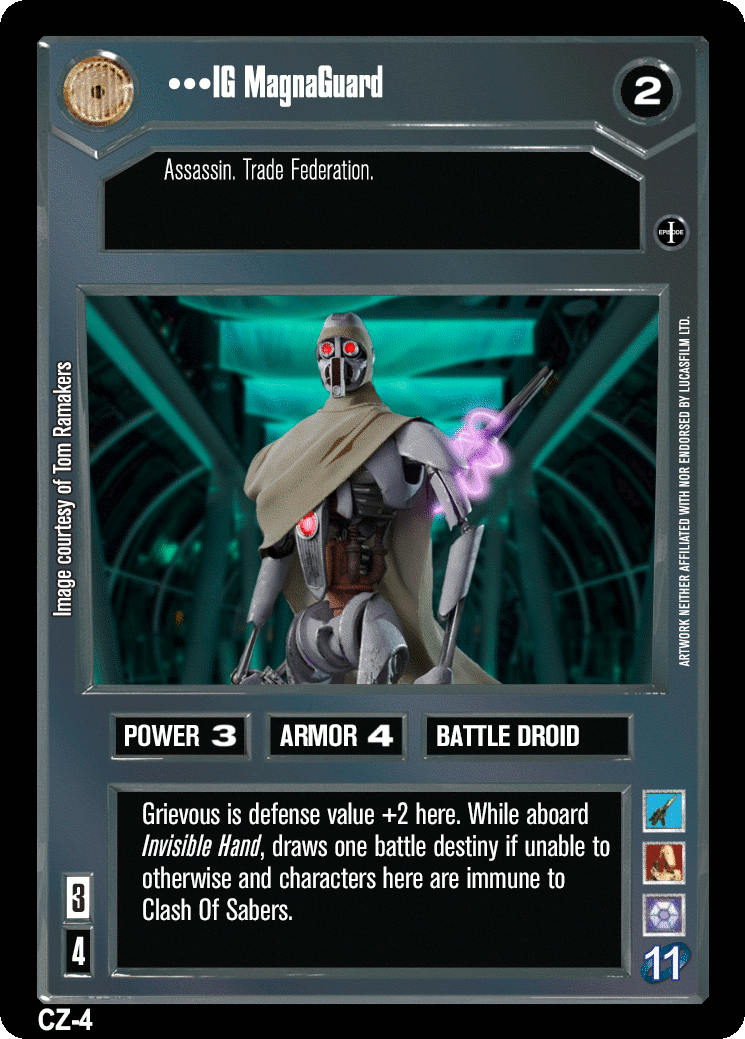 •••IG MagnaGuard
2
Assassin. Trade Federation.
EPISODE I
Image courtesy of Tom Ramakers
ARTWORK NEITHER AFFILIATED WITH NOR ENDORSED BY LUCASFILM LTD.
POWER 3
ARMOR 4
BATTLE DROID
Grievous is defense value +2 here. While aboard
Invisible Hand, draws one battle destiny if unable to
otherwise and characters here are immune to
Clash Of Sabers.
3
4
11
CZ-4